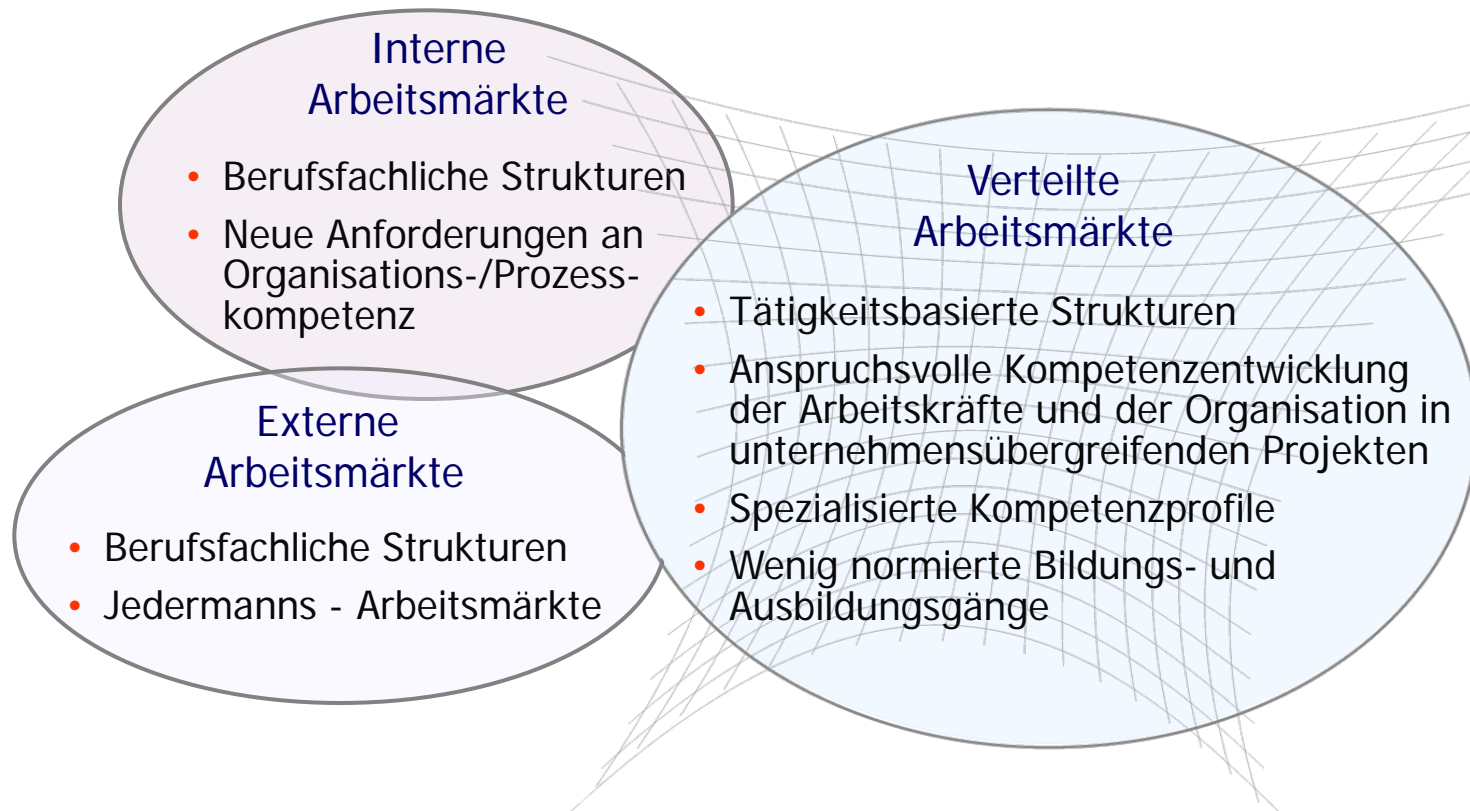 Interne
Arbeitsmärkte
• Berufsfachliche Strukturen
• Neue Anforderungen an
Organisations-/Prozess-
kompetenz
Externe
Arbeitsmärkte
• Berufsfachliche Strukturen
• Jedermanns - Arbeitsmärkte
Verteilte
Arbeitsmärkte
• Tätigkeitsbasierte Strukturen
• Anspruchsvolle Kompetenzentwicklung
der Arbeitskräfte und der Organisation in
unternehmensübergreifenden Projekten
• Spezialisierte Kompetenzprofile
• Wenig normierte Bildungs- und
Ausbildungsgänge